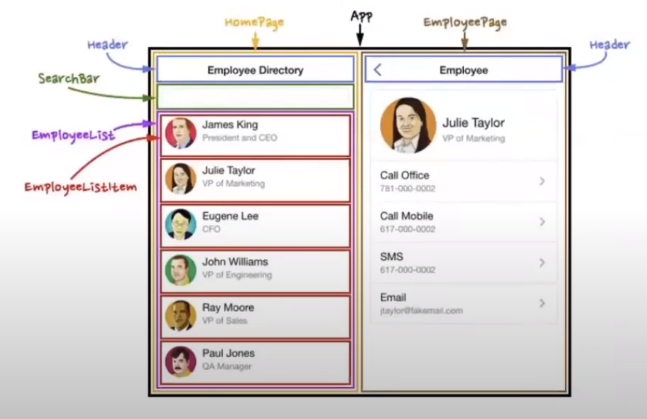 App
HomePage
EmployeePage
Header
Header
SearchBar
EmployeeList
EmployeeListItem
Employee Directory
James King
President and CEO
Julie Taylor
VP of Marketing
Eugene Lee
CFO
John Williams
VP of Engineering
Ray Moore
VP of Sales
Paul Jones
QA Manager
Employee
Julie Taylor
VP of Marketing
Call Office
781-000-0002
Call Mobile
617-000-0002
SMS
617-000-0002
Email
jtaylor@fakemail.com